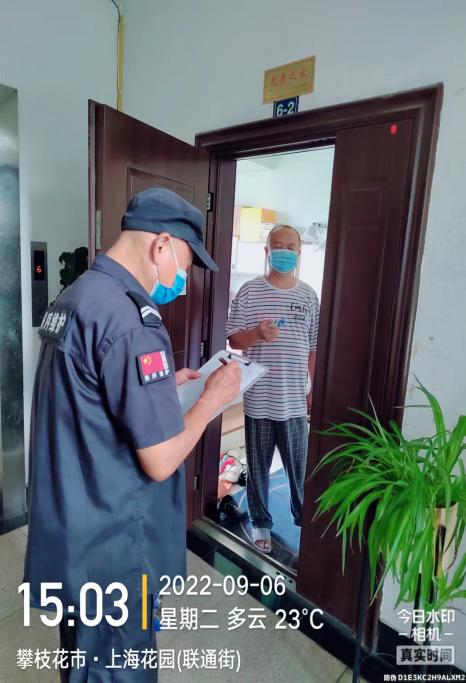 光荣之家
6-2
6
15:03
2022-09-06
星期二 多云 23°C
攀枝花市·上海花园(联通街)
今日水印
-相机-
真实时间
防伪 D1E3KC2H9ALXM2